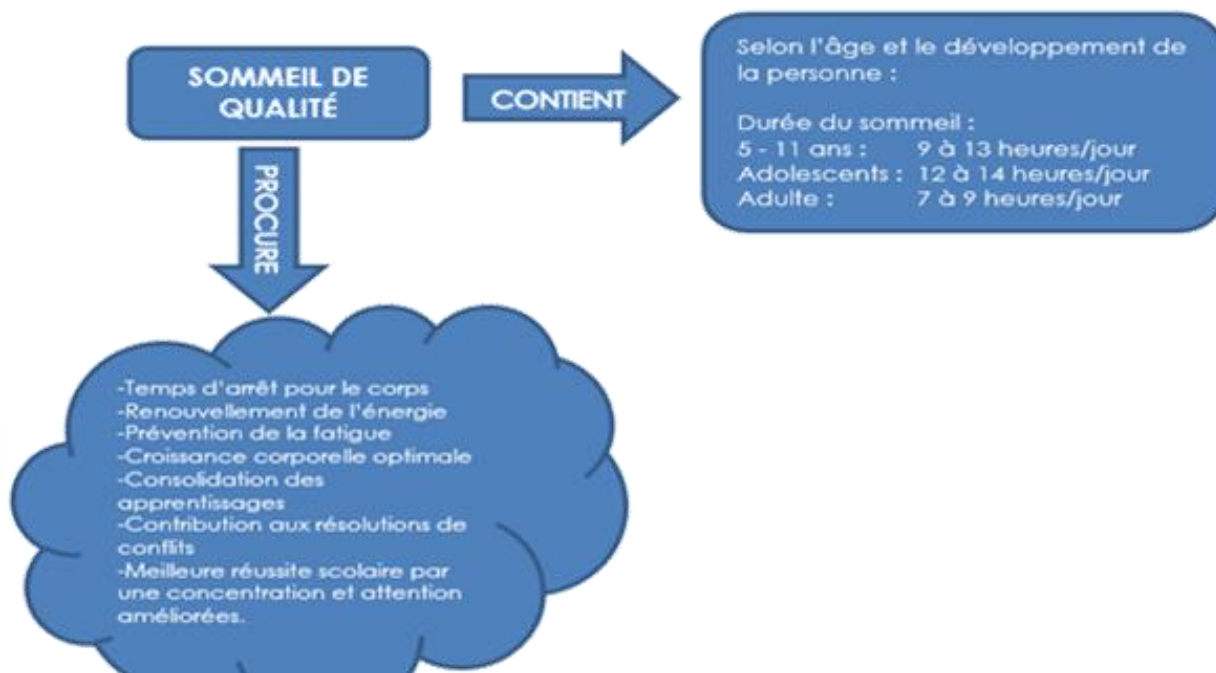 SOMMEIL DE
QUALITÉ
CONTIENT
Selon l'âge et le développement de
la personne :
Durée du sommeil :
5 - 11 ans : 9 à 13 heures/jour
Adolescents : 12 à 14 heures/jour
Adulte : 7 à 9 heures/jour
PROCURE
-Temps d'arrêt pour le corps
-Renouvellement de l'énergie
-Prévention de la fatigue
-Croissance corporelle optimale
-Consolidation des
apprentissages
-Contribution aux résolutions de
conflits
-Meilleure réussite scolaire par
une concentration et attention
améliorées.